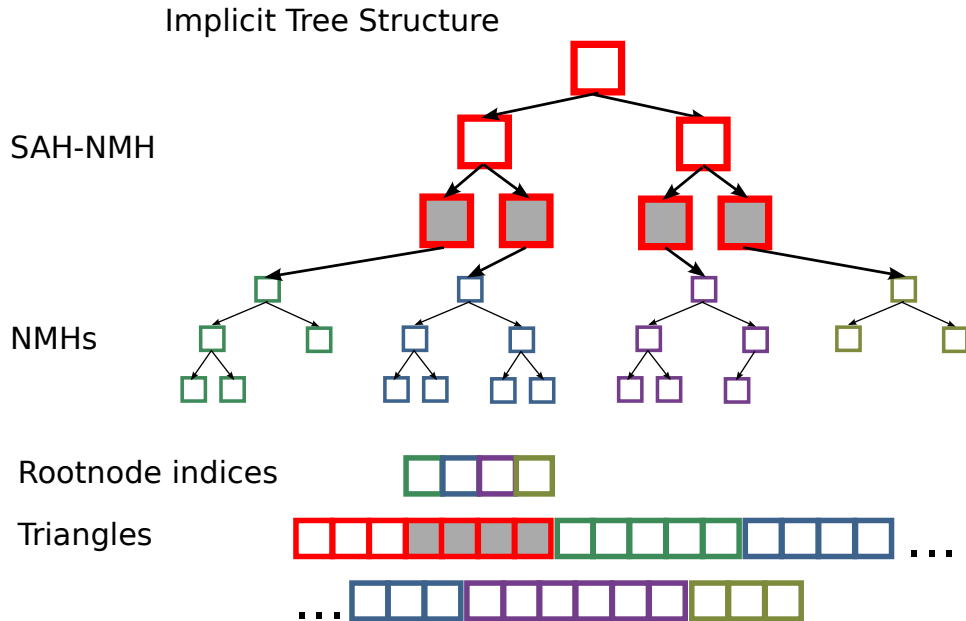 Implicit Tree Structure
SAH-NMH
NMHs
Rootnode indices
Triangles
...
...